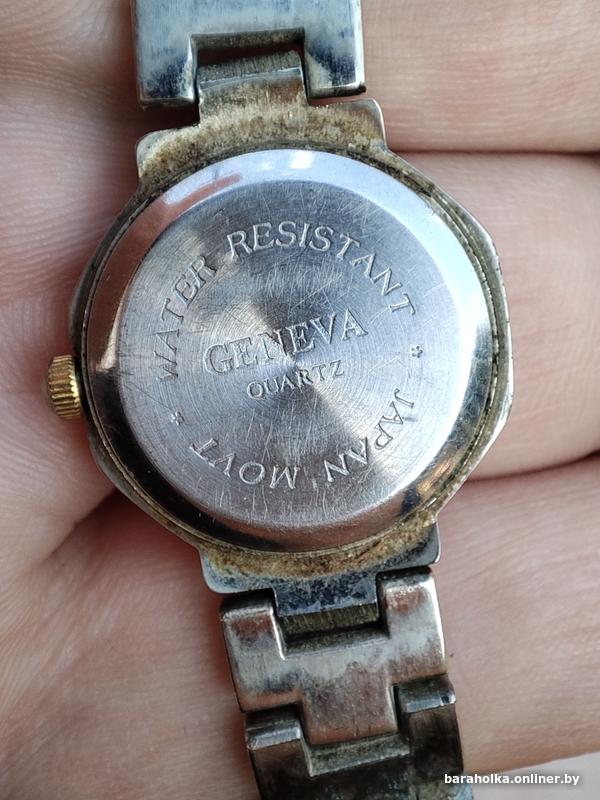 WATER RESISTANT
GENEVA
QUARTZ
* JAPAN MOVT *
baraholka.onliner.by